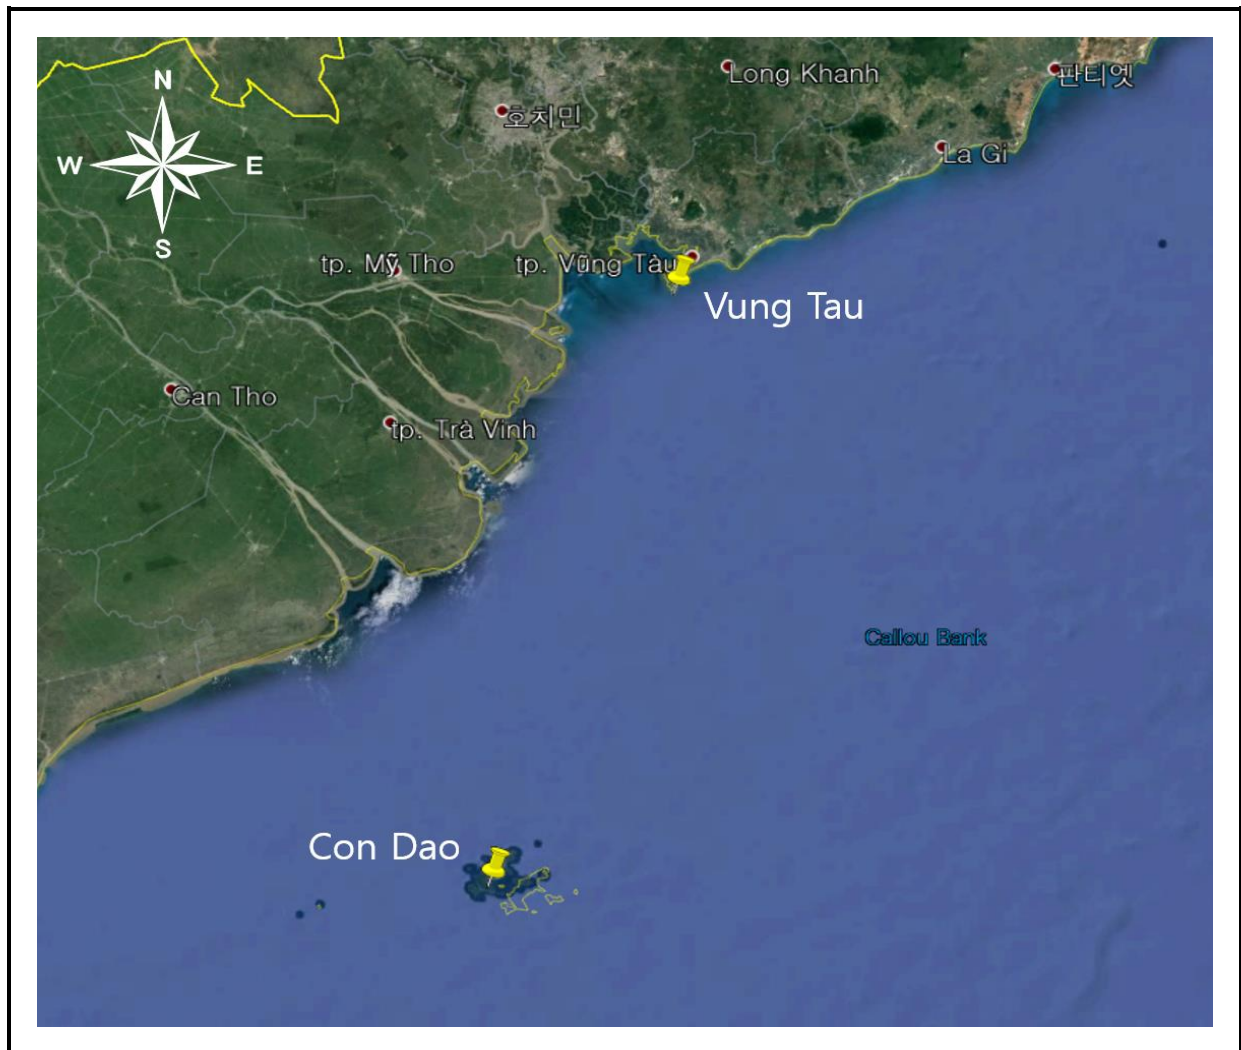 N
W
E
S
Long Khanh
판티엣
호치민
La Gi
tp. Mỹ Tho
tp. Vũng Tàu
Vung Tau
Can Tho
tp. Trà Vinh
Callou Bank
Con Dao